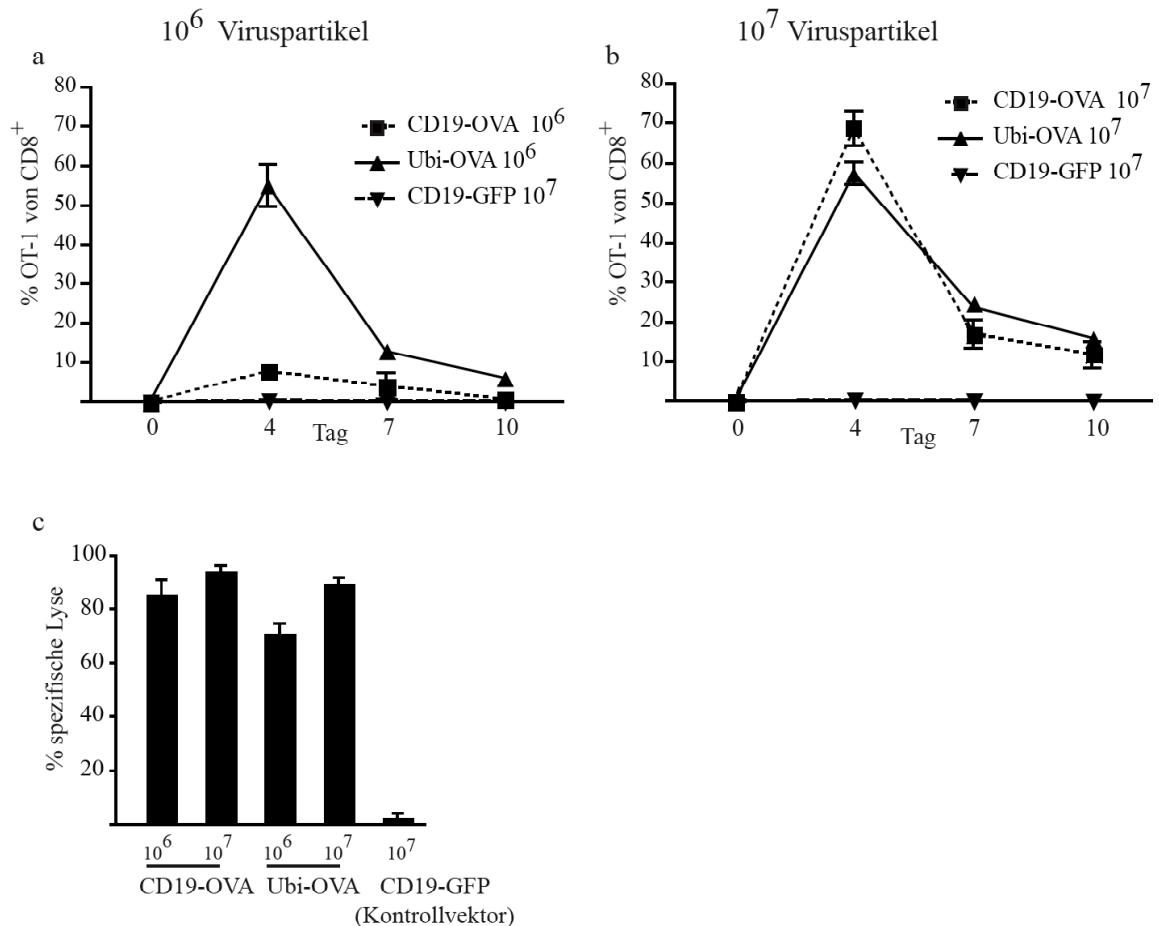 10⁶ Viruspartikel
a
80
70
60
50
40
30
20
10
% OT-1 von CD8⁺
CD19-OVA 10⁶
Ubi-OVA 10⁶
CD19-GFP 10⁷
0 4 7 10
Tag
10⁷ Viruspartikel
b
80
70
60
50
40
30
20
10
% OT-1 von CD8⁺
CD19-OVA 10⁷
Ubi-OVA 10⁷
CD19-GFP 10⁷
0 4 7 10
Tag
c
100
80
60
40
20
% spezifische Lyse
10⁶ 10⁷ 10⁶ 10⁷ 10⁷
CD19-OVA Ubi-OVA CD19-GFP
(Kontrollvektor)